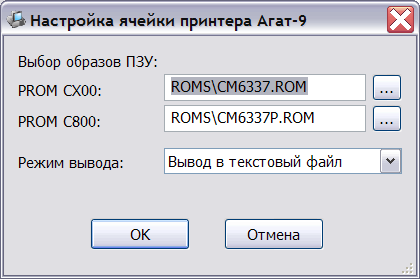 Настройка ячейки принтера Агат-9
Выбор образов ПЗУ:
PROM CX00: ROMS\CM6337.ROM ...
PROM C800: ROMS\CM6337P.ROM ...
Режим вывода: Вывод в текстовый файл
OK Отмена